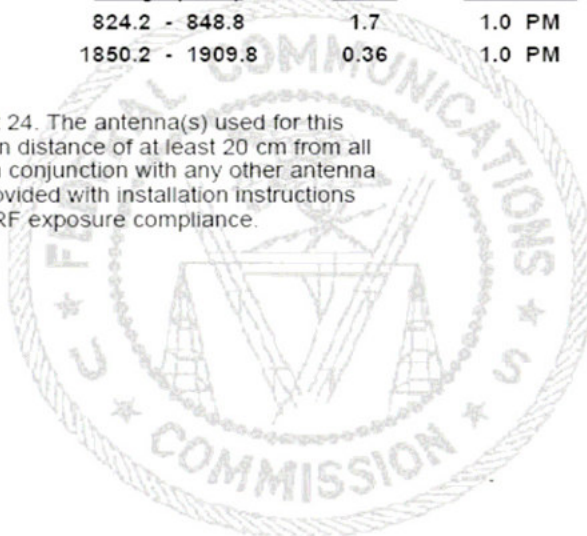 824.2 - 848.8 1.7 1.0 PM
1850.2 - 1909.8 0.36 1.0 PM
24. The antenna(s) used for this
distance of at least 20 cm from all
conjunction with any other antenna
provided with installation instructions
RF exposure compliance.
FEDERAL COMMUNICATIONS
COMMISSION
U S